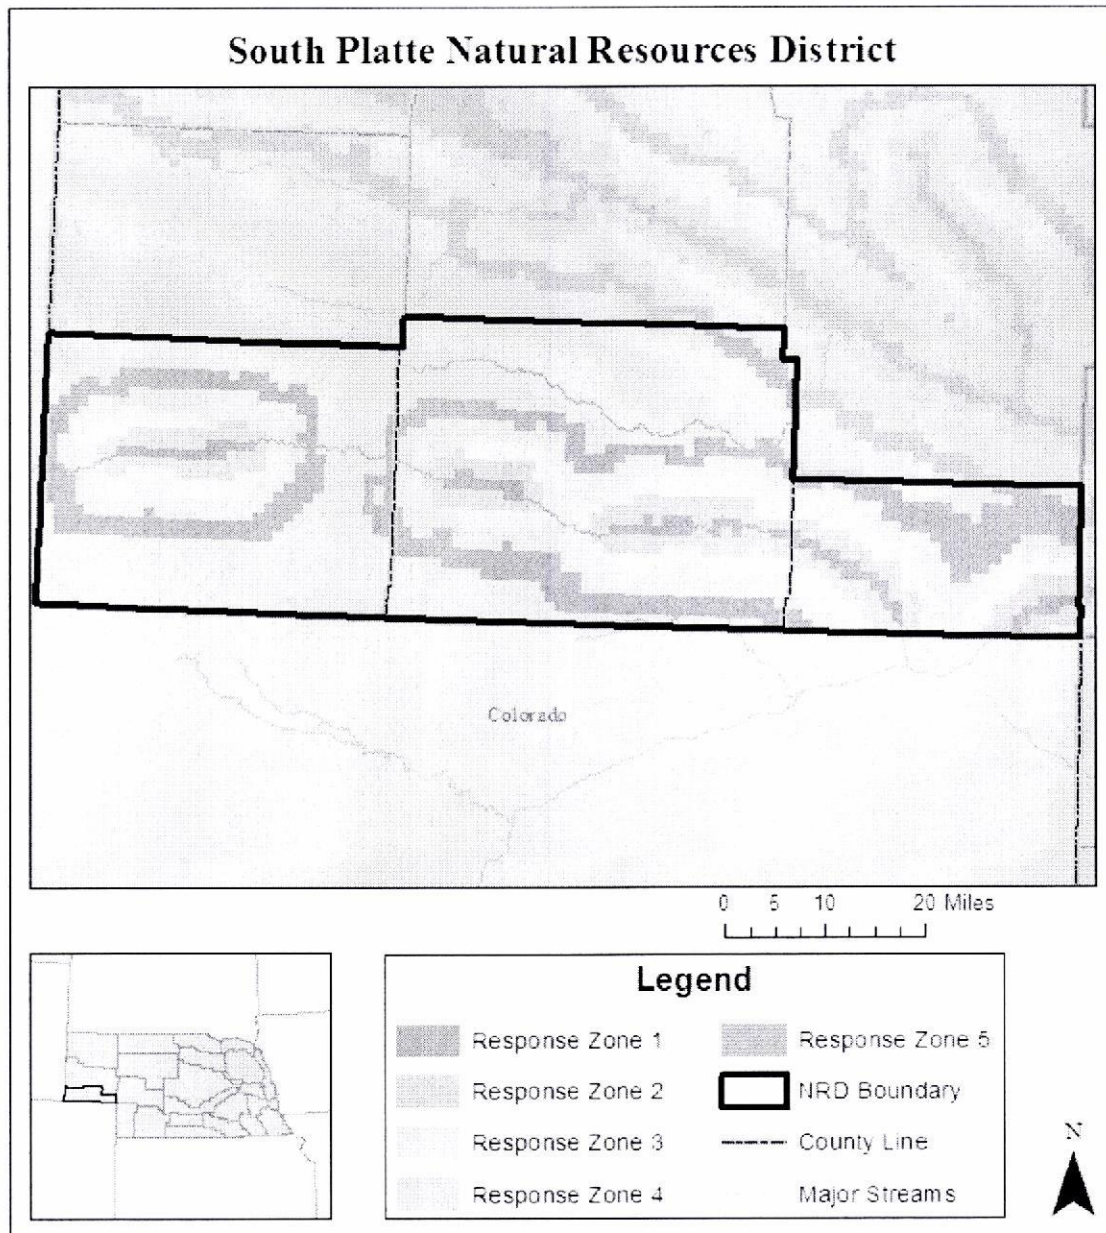 South Platte Natural Resources District
Colorado
0 5 10 20 Miles
Legend
Response Zone 1
Response Zone 2
Response Zone 3
Response Zone 4
Response Zone 5
NRD Boundary
County Line
Major Streams
N